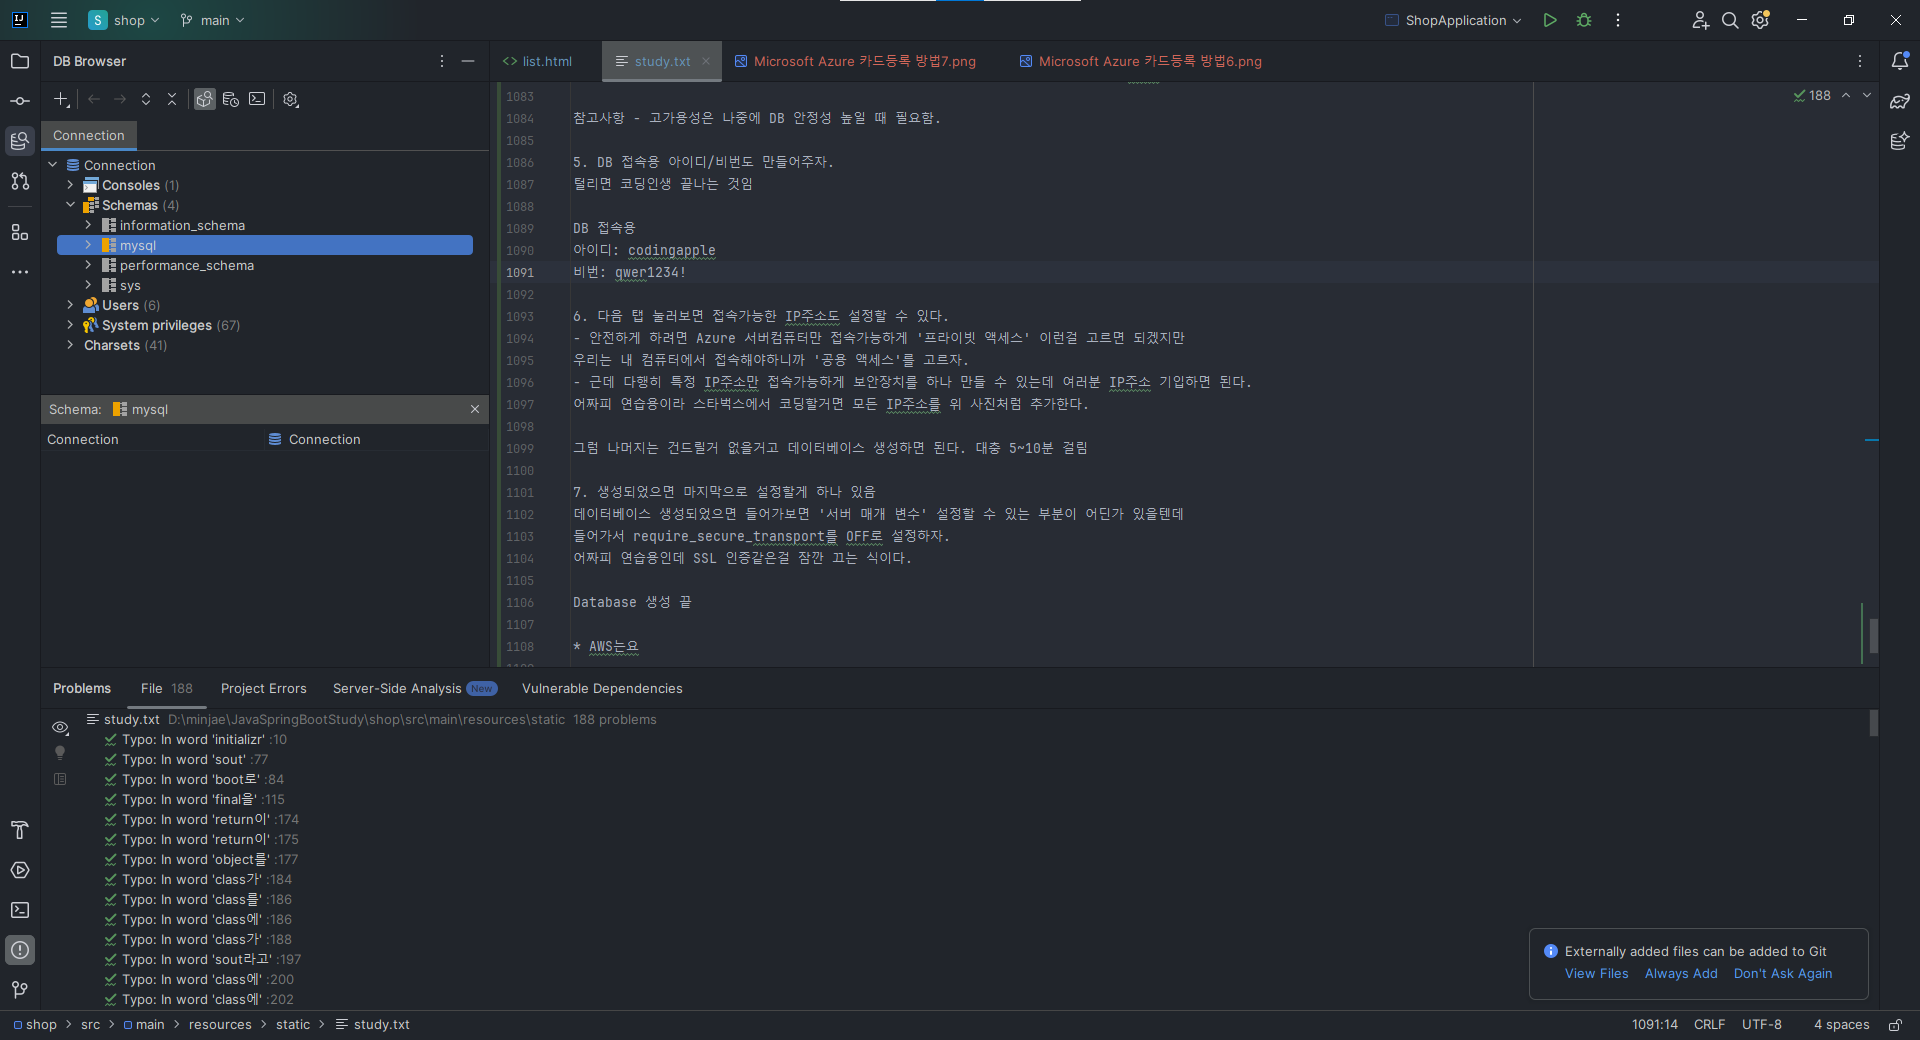 shop
main
ShopApplication
DB Browser
list.html
study.txt
Microsoft Azure 카드등록 방법7.png
Microsoft Azure 카드등록 방법6.png
Connection
Connection
Consoles (1)
Schemas (4)
information_schema
mysql
performance_schema
sys
Users (6)
System privileges (67)
Charsets (41)
Schema: mysql
Connection Connection
188
1083
1084 참고사항 - 고가용성은 나중에 DB 안정성 높일 때 필요함.
1085
1086 5. DB 접속용 아이디/비번도 만들어주자.
1087 털리면 코딩인생 끝나는 것임
1088
1089 DB 접속용
1090 아이디: codingapple
1091 비번: qwer1234!
1092
1093 6. 다음 탭 눌러보면 접속가능한 IP주소도 설정할 수 있다.
1094 - 안전하게 하려면 Azure 서버컴퓨터만 접속가능하게 '프라이빗 액세스' 이런걸 고르면 되겠지만
1095 우리는 내 컴퓨터에서 접속해야하니까 '공용 액세스'를 고르자.
1096 - 근데 다행히 특정 IP주소만 접속가능하게 보안장치를 하나 만들 수 있는데 여러분 IP주소 기입하면 된다.
1097 어짜피 연습용이라 스타벅스에서 코딩할거면 모든 IP주소를 위 사진처럼 추가한다.
1098
1099 그럼 나머지는 건드릴거 없을거고 데이터베이스 생성하면 된다. 대충 5~10분 걸림
1100
1101 7. 생성되었으면 마지막으로 설정할게 하나 있음
1102 데이터베이스 생성되었으면 들어가보면 '서버 매개 변수' 설정할 수 있는 부분이 어딘가 있을텐데
1103 들어가서 require_secure_transport를 OFF로 설정하자.
1104 어짜피 연습용인데 SSL 인증같은걸 잠깐 끄는 식이다.
1105
1106 Database 생성 끝
1107
1108 * AWS는요
Problems File 188 Project Errors Server-Side Analysis New Vulnerable Dependencies
study.txt D:\minjae\JavaSpringBootStudy\shop\src\main\resources\static 188 problems
Typo: In word 'initializr' :10
Typo: In word 'sout' :77
Typo: In word 'boot로' :84
Typo: In word 'final을' :115
Typo: In word 'return이' :174
Typo: In word 'return이' :175
Typo: In word 'object를' :177
Typo: In word 'class가' :184
Typo: In word 'class를' :186
Typo: In word 'class에' :186
Typo: In word 'class가' :188
Typo: In word 'sout라고' :197
Typo: In word 'class에' :200
Typo: In word 'class에' :202
Externally added files can be added to Git
View Files Always Add Don't Ask Again
shop > src > main > resources > static > study.txt
1091:14 CRLF UTF-8 4 spaces